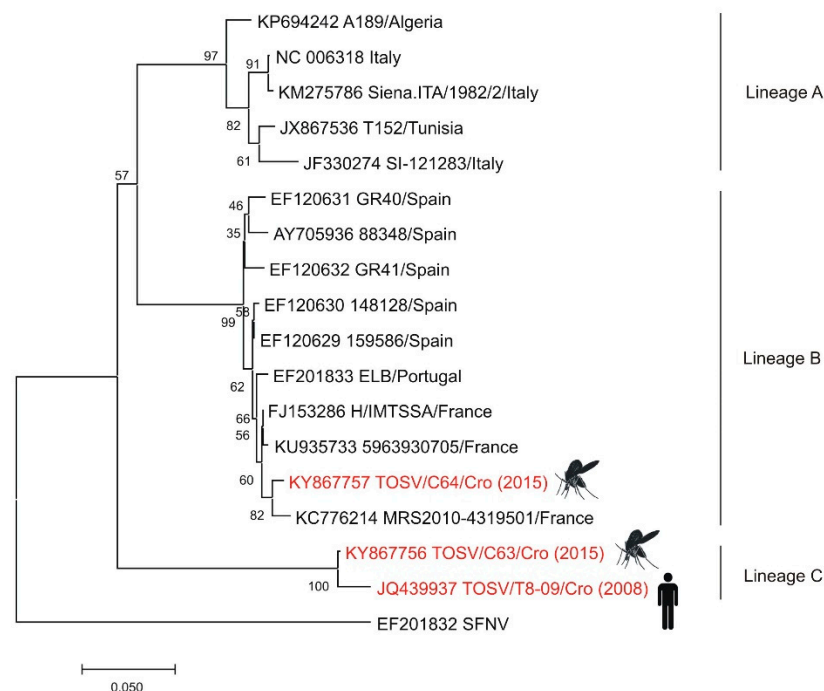 KP694242 A189/Algeria
97
NC 006318 Italy
91
KM275786 Siena.ITA/1982/2/Italy
Lineage A
82
JX867536 T152/Tunisia
61
JF330274 SI-121283/Italy
57
46
EF120631 GR40/Spain
35
AY705936 88348/Spain
EF120632 GR41/Spain
58
EF120630 148128/Spain
99
EF120629 159586/Spain
Lineage B
62
EF201833 ELB/Portugal
66
FJ153286 H/IMTSSA/France
56
KU935733 5963930705/France
60
KY867757 TOSV/C64/Cro (2015)
82
KC776214 MRS2010-4319501/France
KY867756 TOSV/C63/Cro (2015)
Lineage C
100
JQ439937 TOSV/T8-09/Cro (2008)
EF201832 SFNV
0.050